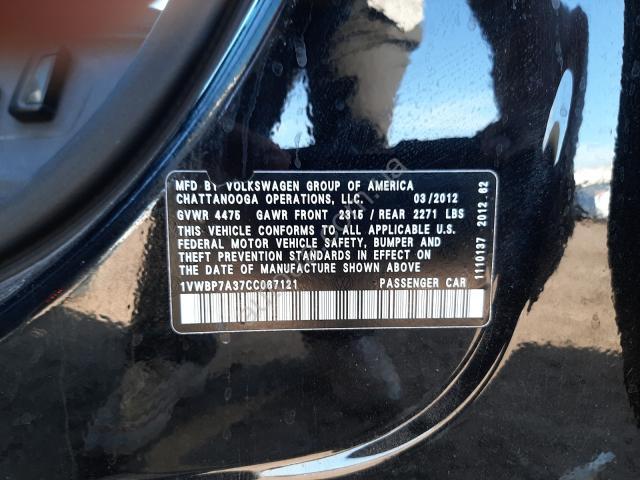 MFD BY VOLKSWAGEN GROUP OF AMERICA
CHATTANOOGA OPERATIONS, LLC. 03/2012
GVWR 4475 GAWR FRONT 2315 / REAR 2271 LBS
THIS VEHICLE CONFORMS TO ALL APPLICABLE U.S.
FEDERAL MOTOR VEHICLE SAFETY, BUMPER AND
THEFT PREVENTION STANDARDS IN EFFECT ON
THE DATE OF MANUFACTURE SHOWN ABOVE
1VWBP7A37CC067121 PASSENGER CAR
1110137 2012 62